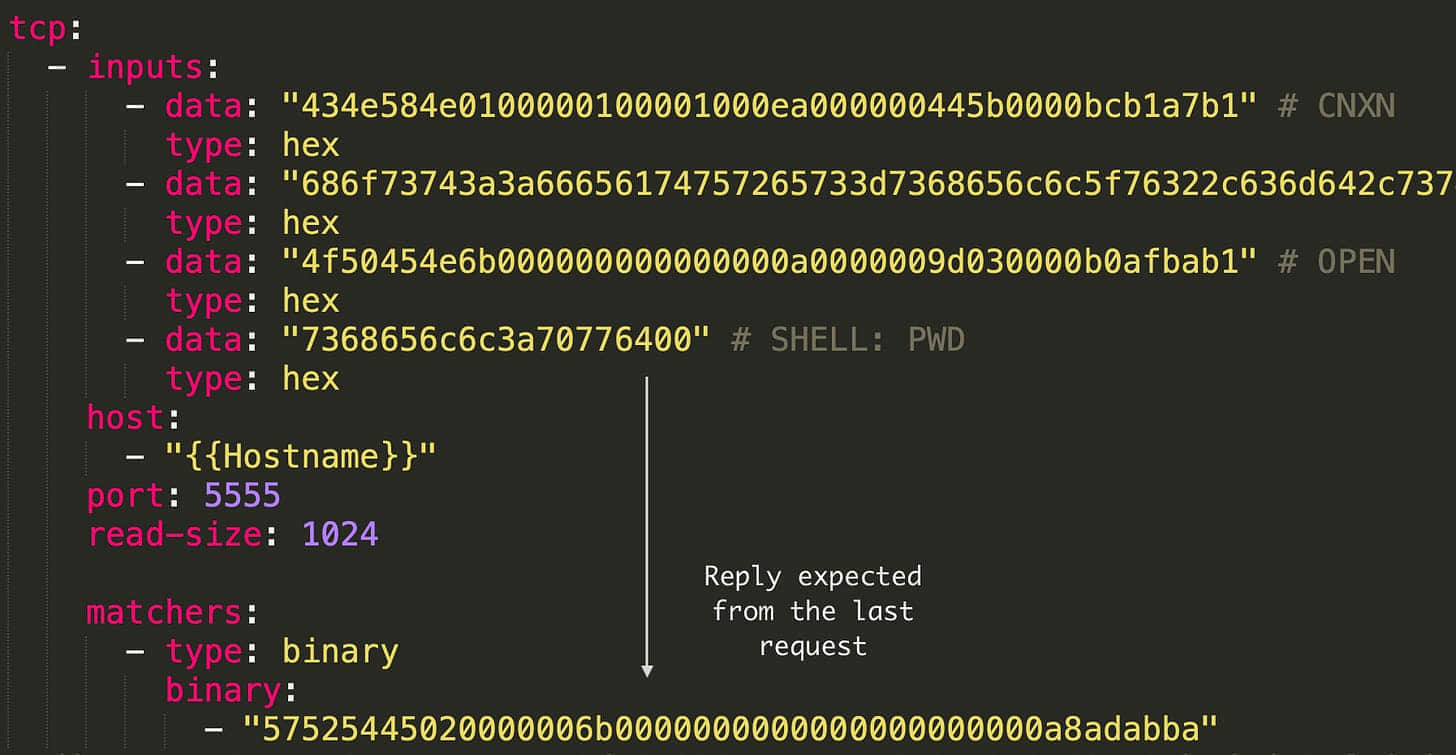 tcp:
- inputs:
- data: "434e584e0100000100001000ea000000445b0000bcb1a7b1" # CNXN
type: hex
- data: "686f73743a3a66656174757265733d7368656c6c5f76322c636d642c737
type: hex
- data: "4f50454e6b000000000000000a0000009d030000b0afbab1" # OPEN
type: hex
- data: "7368656c6c3a70776400" # SHELL: PWD
type: hex
host:
- "{{Hostname}}"
port: 5555
read-size: 1024
Reply expected
from the last
request
matchers:
- type: binary
binary:
- "57525445020000006b0000000000000000000000a8adabba"